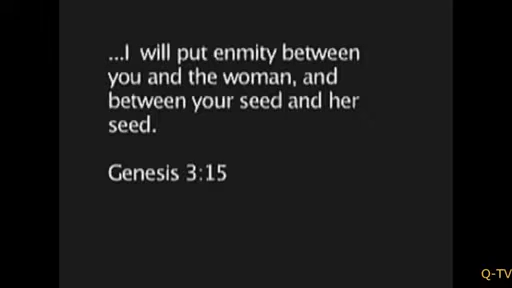 ...I will put enmity between
you and the woman, and
between your seed and her
seed.
Genesis 3:15
Q-TV